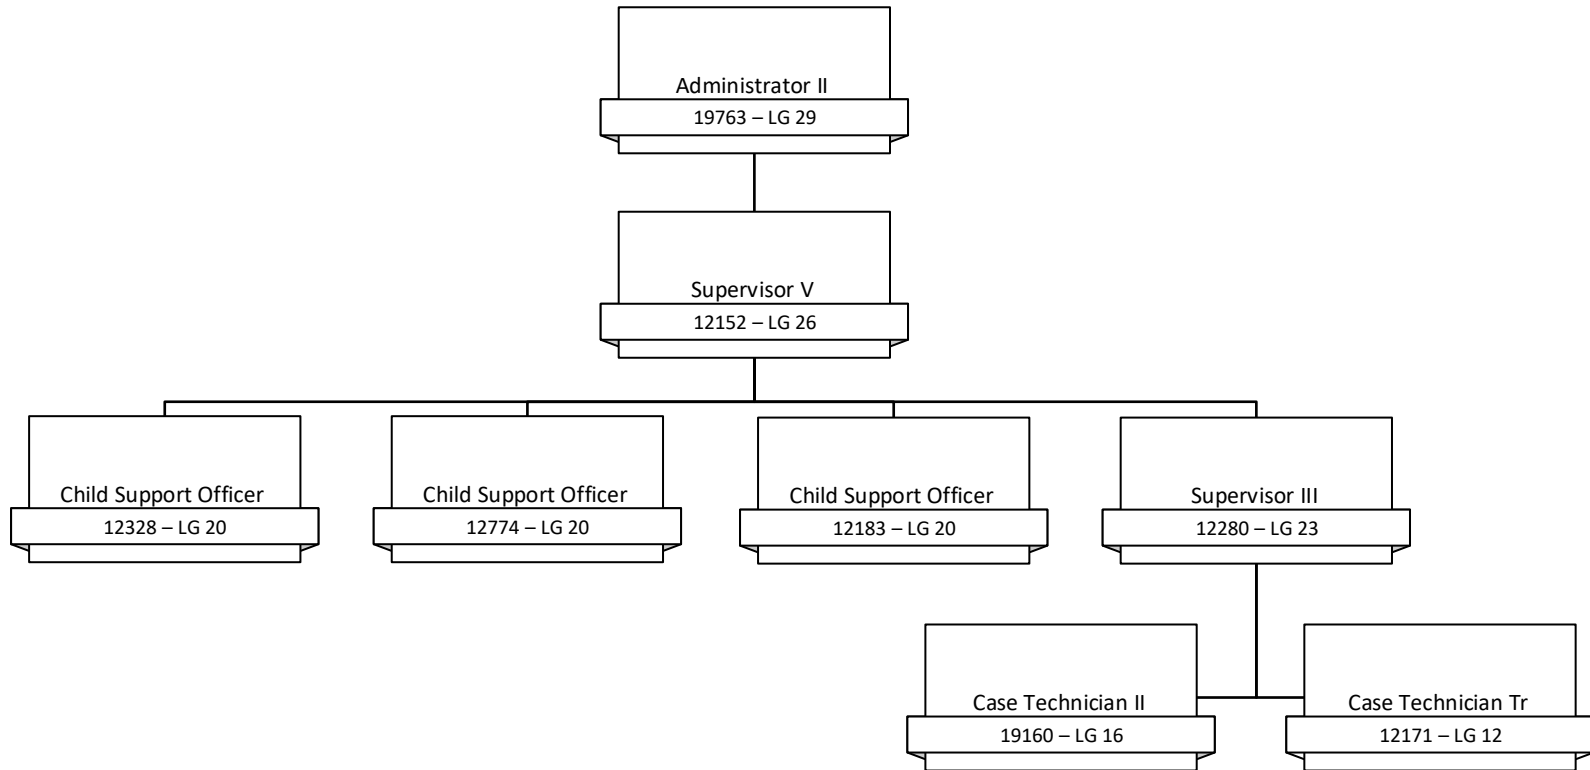 Administrator II
19763 – LG 29
Supervisor V
12152 – LG 26
Child Support Officer
12328 – LG 20
Child Support Officer
12774 – LG 20
Child Support Officer
12183 – LG 20
Supervisor III
12280 – LG 23
Case Technician II
19160 – LG 16
Case Technician Tr
12171 – LG 12